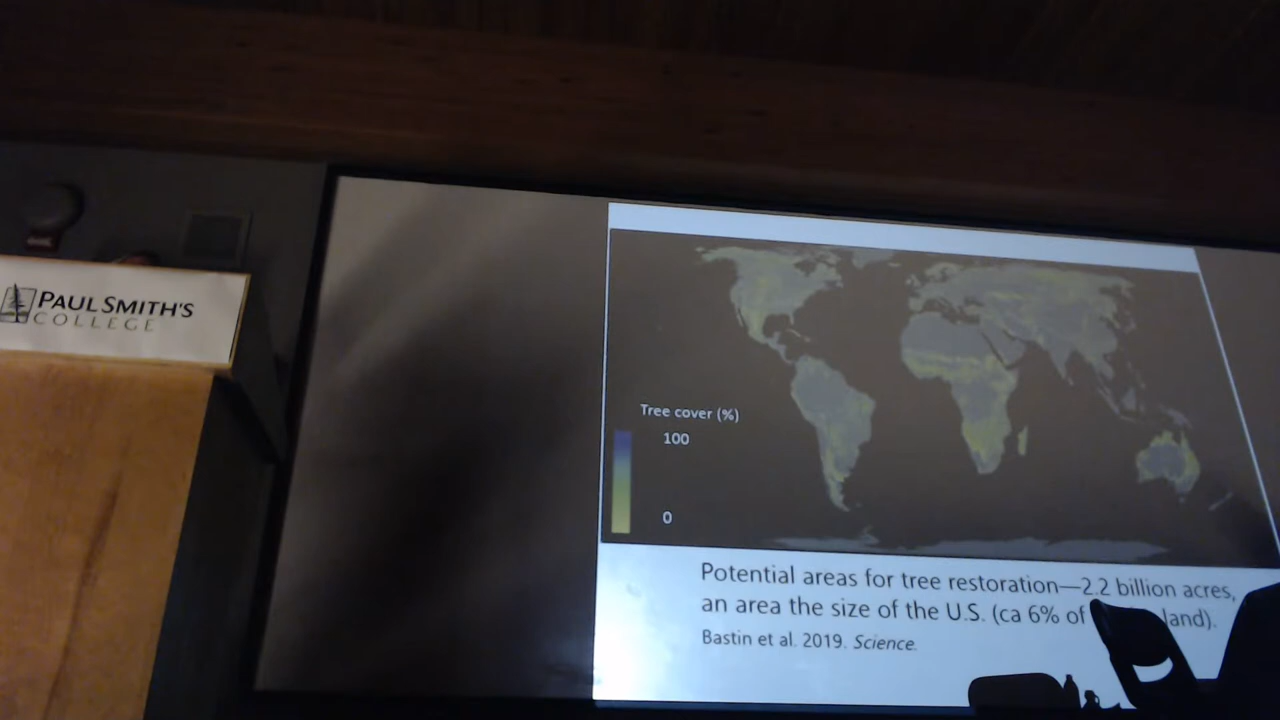 PAUL SMITH'S
COLLEGE
Tree cover (%)
100
0
Potential areas for tree restoration—2.2 billion acres,
an area the size of the U.S. (ca 6% of land).
Bastin et al. 2019. Science.